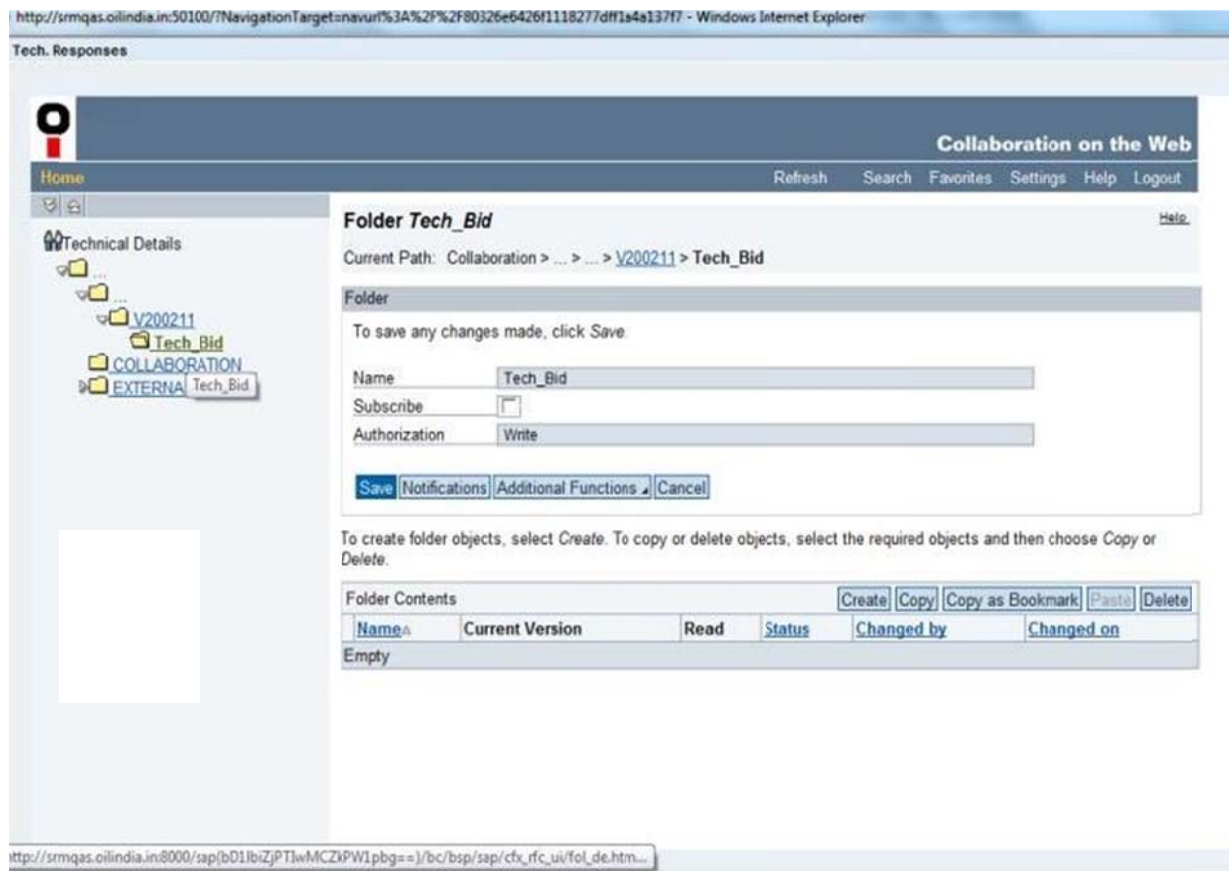 http://srmqas.oilindia.in:50100/?NavigationTarget=navurl%3A%2F%2F80326e6426f1118277dff1a4a137f7 - Windows Internet Explorer
Tech. Responses
Collaboration on the Web
Home Refresh Search Favorites Settings Help Logout
Technical Details
...
...
V200211
Tech_Bid
COLLABORATION
EXTERNA
Tech_Bid
Folder Tech_Bid
Help
Current Path: Collaboration > ... > ... > V200211 > Tech_Bid
Folder
To save any changes made, click Save.
Name Tech_Bid
Subscribe
Authorization Write
Save Notifications Additional Functions Cancel
To create folder objects, select Create. To copy or delete objects, select the required objects and then choose Copy or
Delete.
Folder Contents Create Copy Copy as Bookmark Paste Delete
Name Current Version Read Status Changed by Changed on
Empty
ttp://srmqas.oilindia.in:8000/sap(bD1lbiZjPTIwMCZkPW1pbg==)/bc/bsp/sap/cfx_rfc_ui/fol_de.htm...